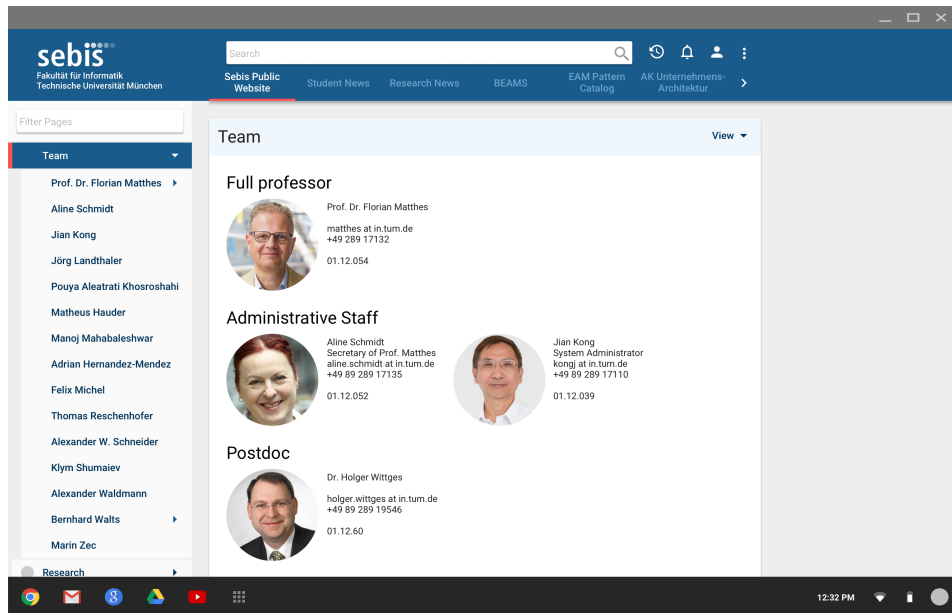 sebis
Fakultät für Informatik
Technische Universität München
Search
Sebis Public
Website
Student News
Research News
BEAMS
EAM Pattern
Catalog
AK Unternehmens-
Architektur
Filter Pages
Team
Prof. Dr. Florian Matthes
Aline Schmidt
Jian Kong
Jörg Landthaler
Pouya Aleatrati Khosroshahi
Matheus Hauder
Manoj Mahabaleshwar
Adrian Hernandez-Mendez
Felix Michel
Thomas Reschenhofer
Alexander W. Schneider
Klym Shumaiev
Alexander Waldmann
Bernhard Walts
Marin Zec
Research
Team
View
Full professor
Prof. Dr. Florian Matthes
matthes at in.tum.de
+49 289 17132
01.12.054
Administrative Staff
Aline Schmidt
Secretary of Prof. Matthes
aline.schmidt at in.tum.de
+49 89 289 17135
01.12.052
Jian Kong
System Administrator
kongj at in.tum.de
+49 89 289 17110
01.12.039
Postdoc
Dr. Holger Wittges
holger.wittges at in.tum.de
+49 89 289 19546
01.12.60
8
12:32 PM